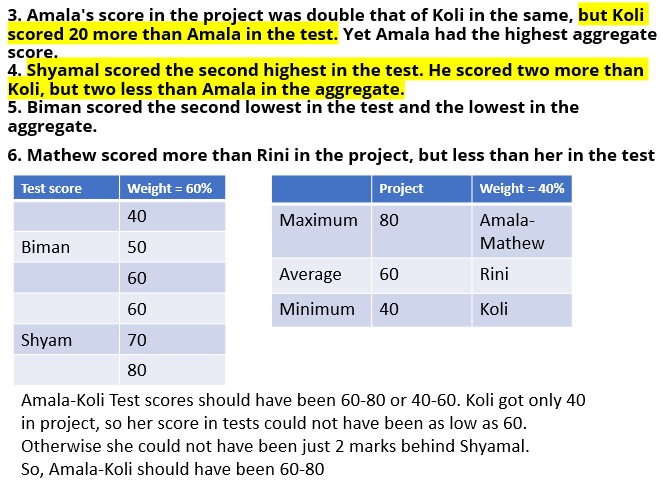 3. Amala's score in the project was double that of Koli in the same, but Koli
scored 20 more than Amala in the test. Yet Amala had the highest aggregate
score.
4. Shyamal scored the second highest in the test. He scored two more than
Koli, but two less than Amala in the aggregate.
5. Biman scored the second lowest in the test and the lowest in the
aggregate.
6. Mathew scored more than Rini in the project, but less than her in the test
Test score Weight = 60%
40
Biman 50
60
60
Shyam 70
80
Project Weight = 40%
Maximum 80 Amala-
Mathew
Average 60 Rini
Minimum 40 Koli
Amala-Koli Test scores should have been 60-80 or 40-60. Koli got only 40
in project, so her score in tests could not have been as low as 60.
Otherwise she could not have been just 2 marks behind Shyamal.
So, Amala-Koli should have been 60-80